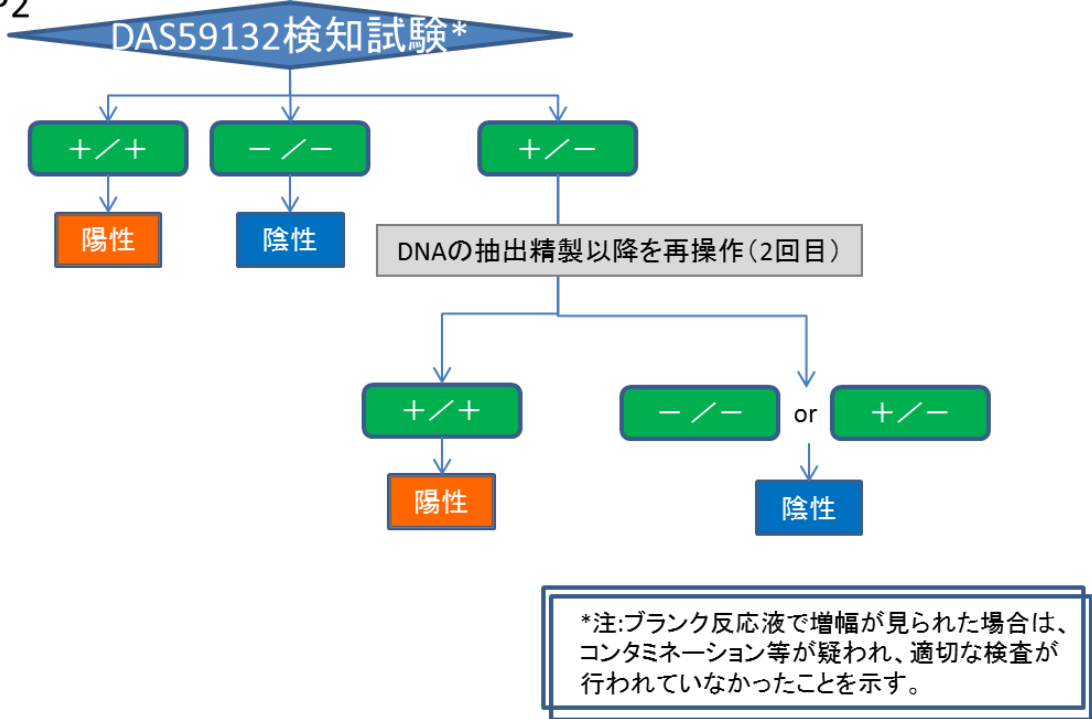 DAS59132検知試験*
+／+
－／－
+／－
陽性
陰性
DNAの抽出精製以降を再操作(2回目)
+／+
－／－ or +／－
陽性
陰性
*注:ブランク反応液で増幅が見られた場合は、
コンタミネーション等が疑われ、適切な検査が
行われていなかったことを示す。